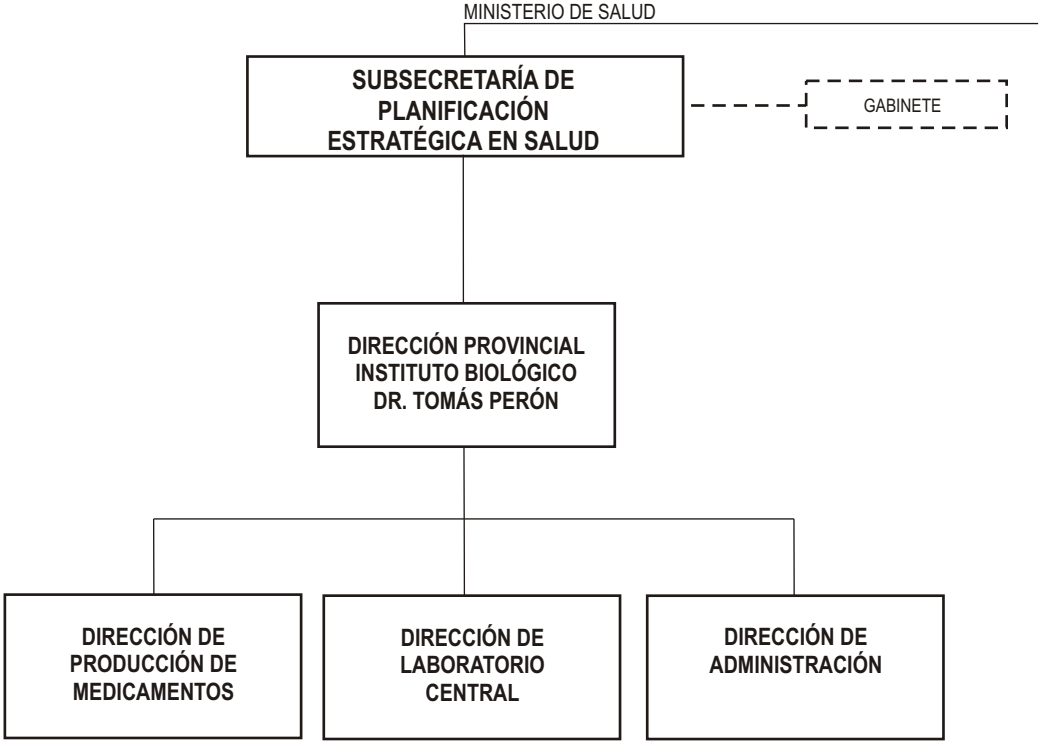 MINISTERIO DE SALUD
SUBSECRETARÍA DE
PLANIFICACIÓN
ESTRATÉGICA EN SALUD
GABINETE
DIRECCIÓN PROVINCIAL
INSTITUTO BIOLÓGICO
DR. TOMÁS PERÓN
DIRECCIÓN DE
PRODUCCIÓN DE
MEDICAMENTOS
DIRECCIÓN DE
LABORATORIO
CENTRAL
DIRECCIÓN DE
ADMINISTRACIÓN